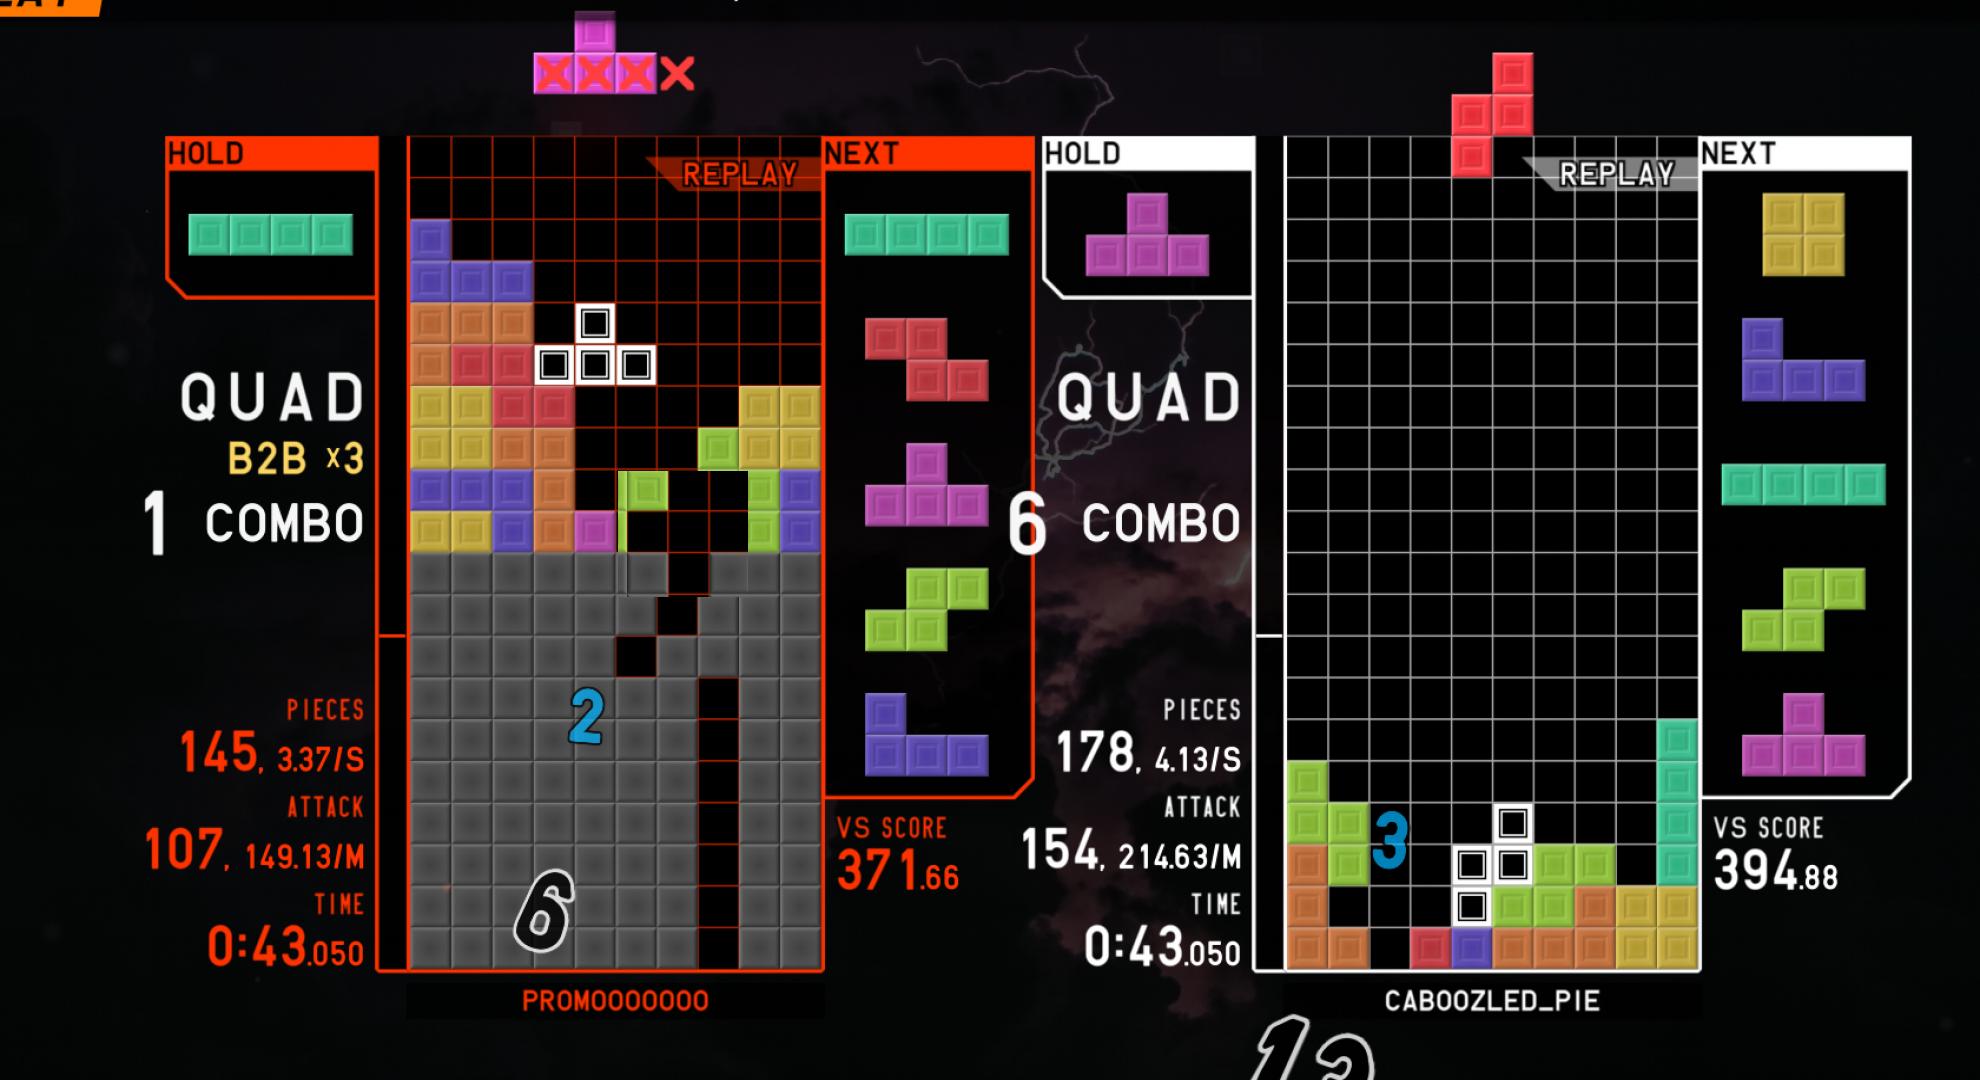 HOLD
REPLAY
NEXT
QUAD
B2B x3
1 COMBO
2
6
PIECES
145, 3.37/S
ATTACK
107, 149.13/M
TIME
0:43.050
VS SCORE
371.66
PROMOOOOOOO
HOLD
REPLAY
NEXT
QUAD
6 COMBO
3
PIECES
178, 4.13/S
ATTACK
154, 214.63/M
TIME
0:43.050
VS SCORE
394.88
CABOOZLED_PIE